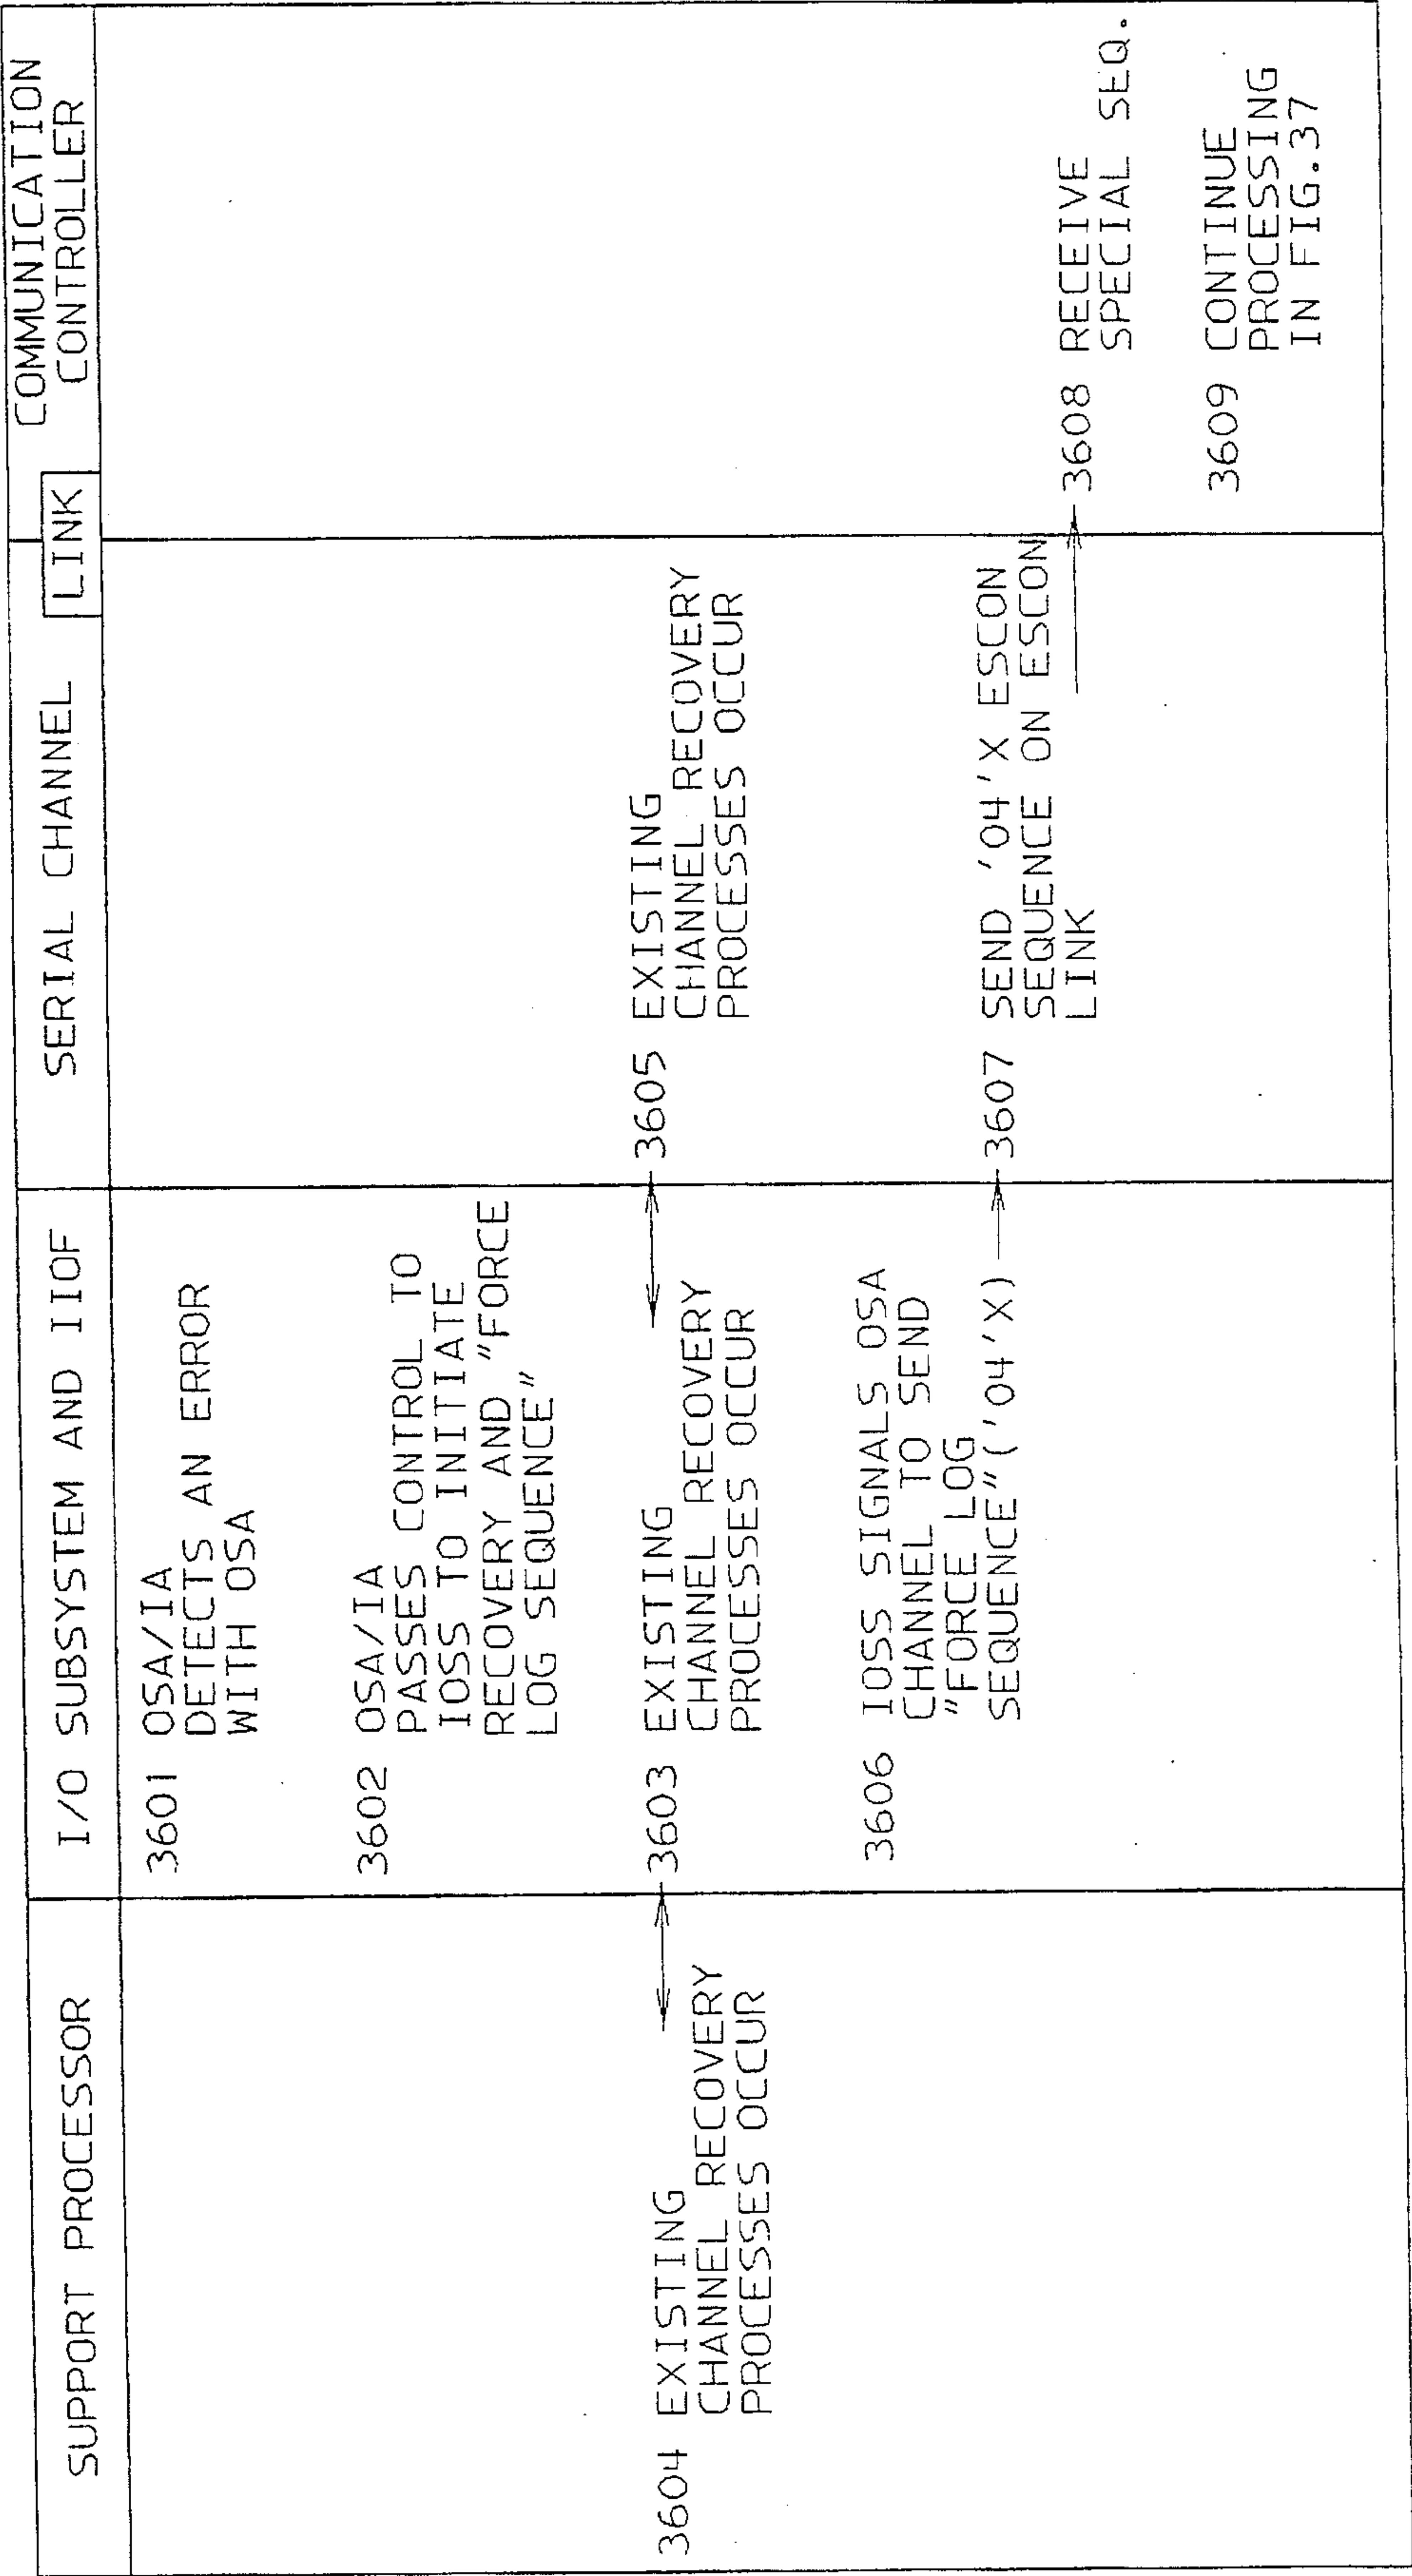 SUPPORT PROCESSOR
I/O SUBSYSTEM AND IIOF
SERIAL CHANNEL
LINK
COMMUNICATION
CONTROLLER
3601 OSA/IA
DETECTS AN ERROR
WITH OSA
3602 OSA/IA
PASSES CONTROL TO
IOSS TO INITIATE
RECOVERY AND "FORCE
LOG SEQUENCE"
3604 EXISTING
CHANNEL RECOVERY
PROCESSES OCCUR
3603 EXISTING
CHANNEL RECOVERY
PROCESSES OCCUR
3605 EXISTING
CHANNEL RECOVERY
PROCESSES OCCUR
3606 IOSS SIGNALS OSA
CHANNEL TO SEND
"FORCE LOG
SEQUENCE"('04'X)
3607 SEND '04'X ESCON
SEQUENCE ON ESCON
LINK
3608 RECEIVE
SPECIAL SEQ.
3609 CONTINUE
PROCESSING
IN FIG.37